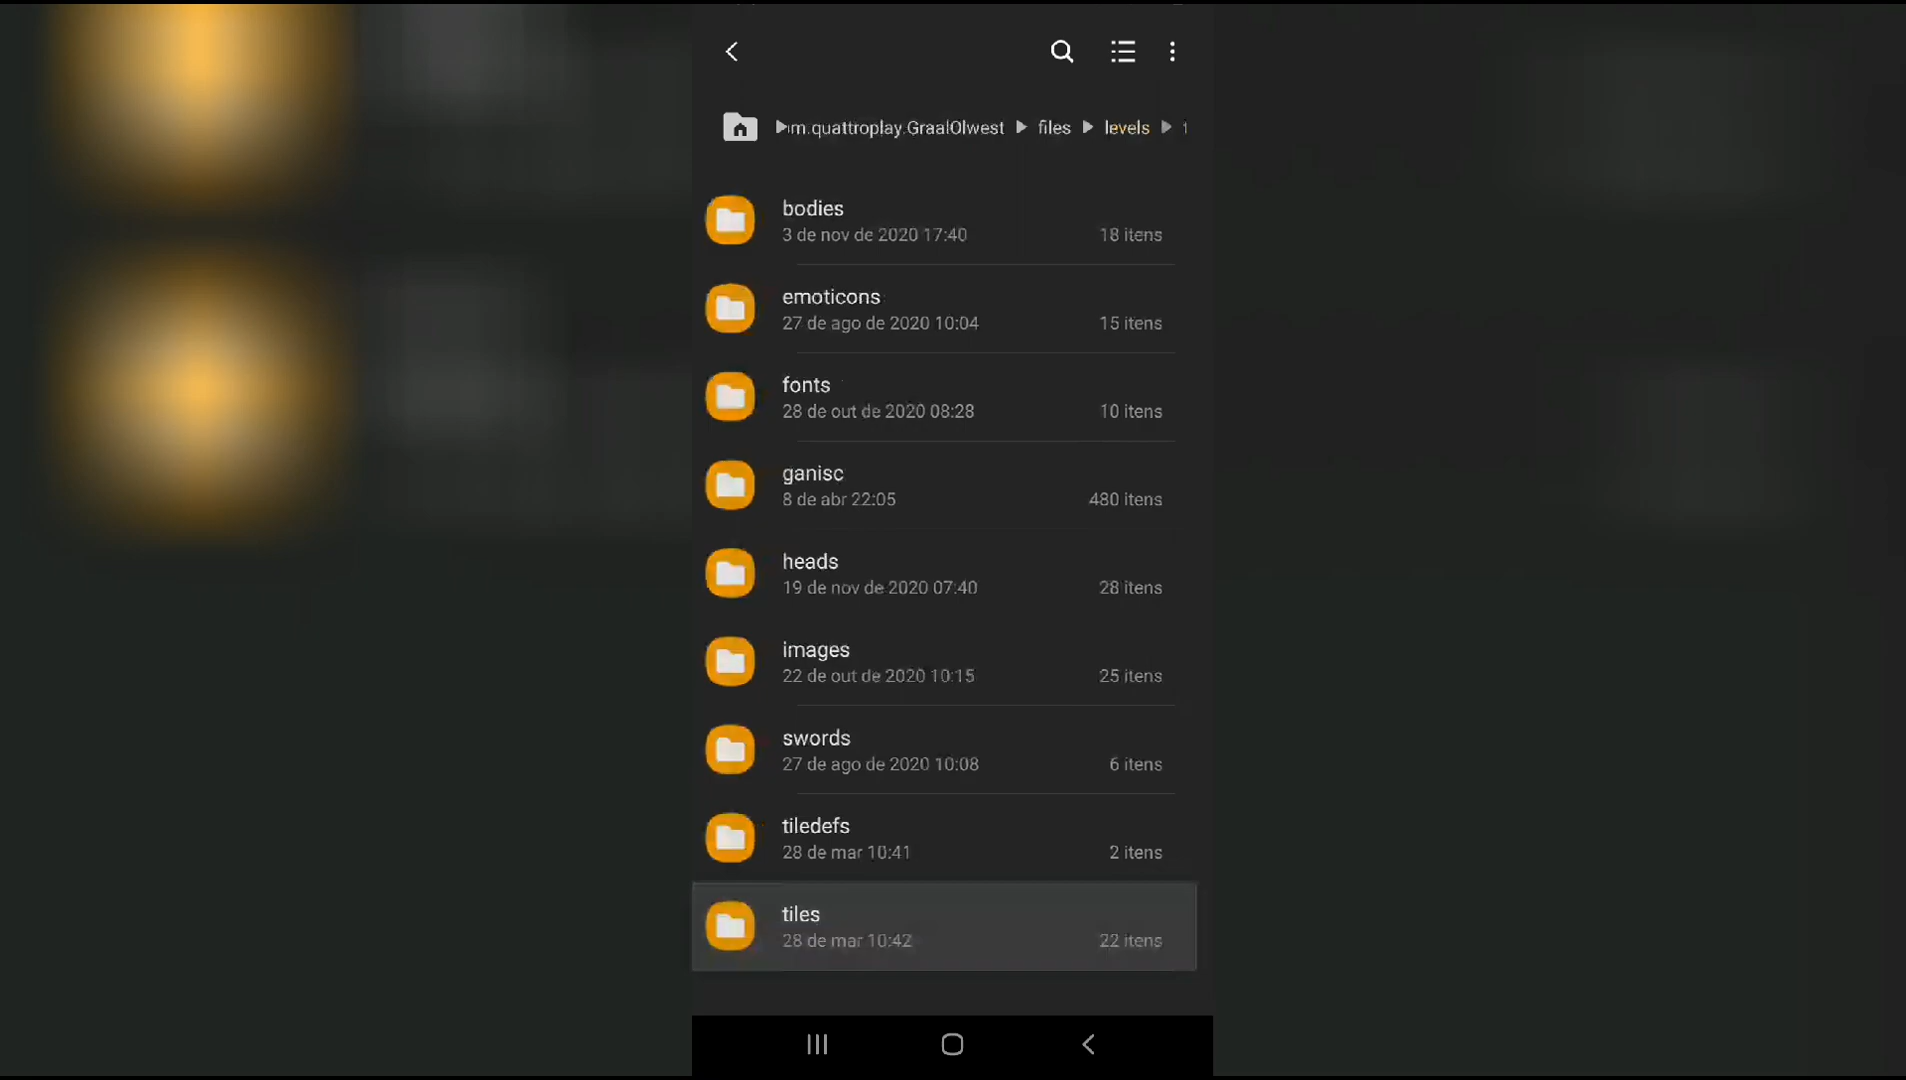 m.quattroplay.GraalOlwest ▶ files ▶ levels ▶
bodies
3 de nov de 2020 17:40
18 itens
emoticons
27 de ago de 2020 10:04
15 itens
fonts
28 de out de 2020 08:28
10 itens
ganisc
8 de abr 22:05
480 itens
heads
19 de nov de 2020 07:40
28 itens
images
22 de out de 2020 10:15
25 itens
swords
27 de ago de 2020 10:08
6 itens
tiledefs
28 de mar 10:41
2 itens
tiles
28 de mar 10:42
22 itens